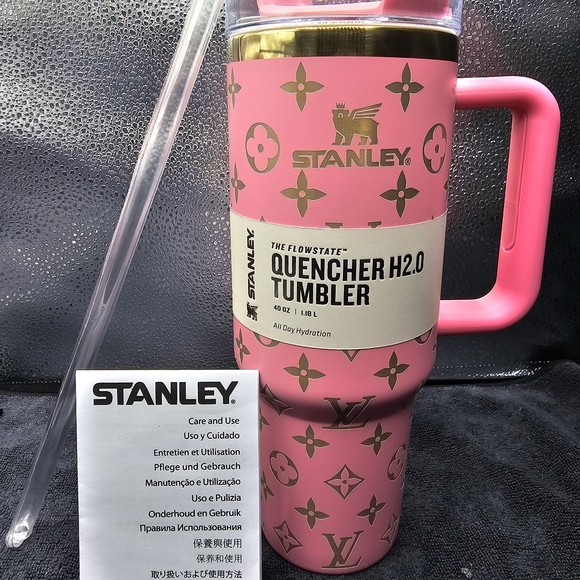 STANLEY®
THE FLOWSTATE™
QUENCHER H2.0
TUMBLER
40 OZ | 1.18 L
All Day Hydration
STANLEY.
LV
LV
STANLEY®
Care and Use
Uso y Cuidado
Entretien et Utilisation
Pflege und Gebrauch
Manutenção e Utilização
Uso e Pulizia
Onderhoud en Gebruik
Правила Использования
保養與使用
保养和使用
取り扱いおよび使用方法